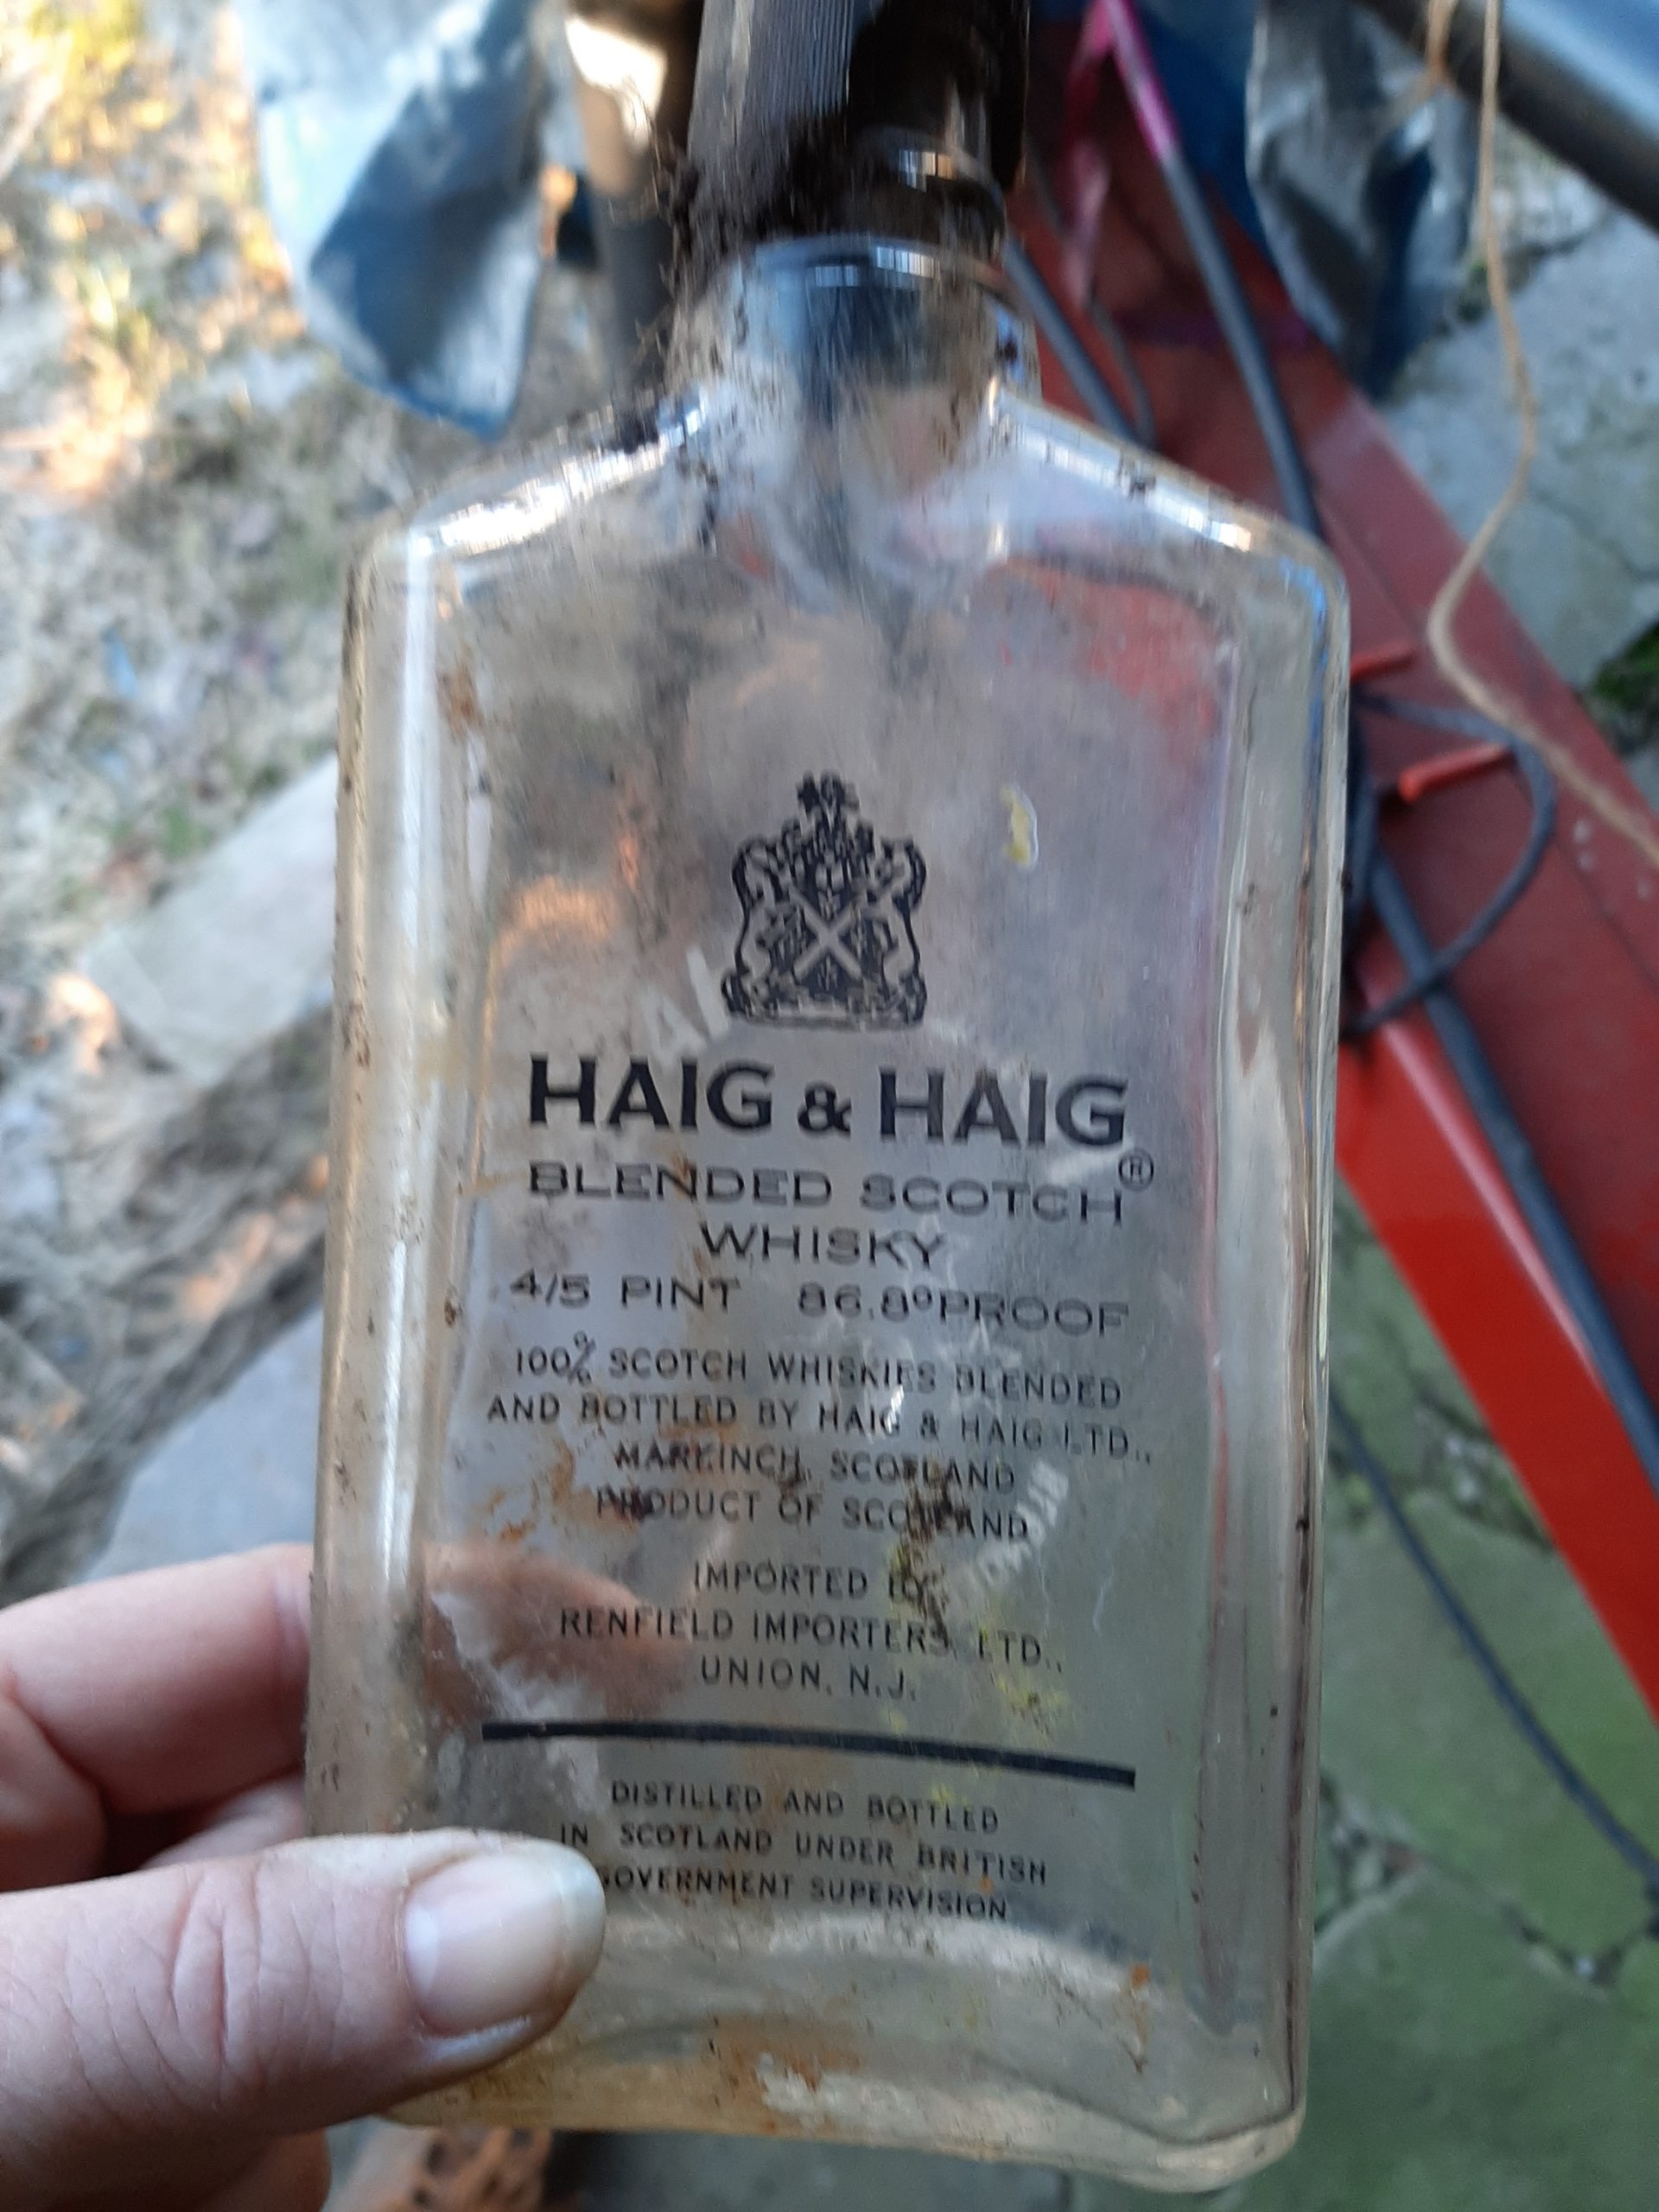 HAIG & HAIG®
BLENDED SCOTCH
WHISKY
4/5 PINT 86.8º PROOF
100% SCOTCH WHISKIES BLENDED
AND BOTTLED BY HAIG & HAIG LTD.,
MARKINCH, SCOTLAND
PRODUCT OF SCOTLAND
IMPORTED BY
RENFIELD IMPORTERS, LTD.,
UNION, N.J.
DISTILLED AND BOTTLED
IN SCOTLAND UNDER BRITISH
GOVERNMENT SUPERVISION